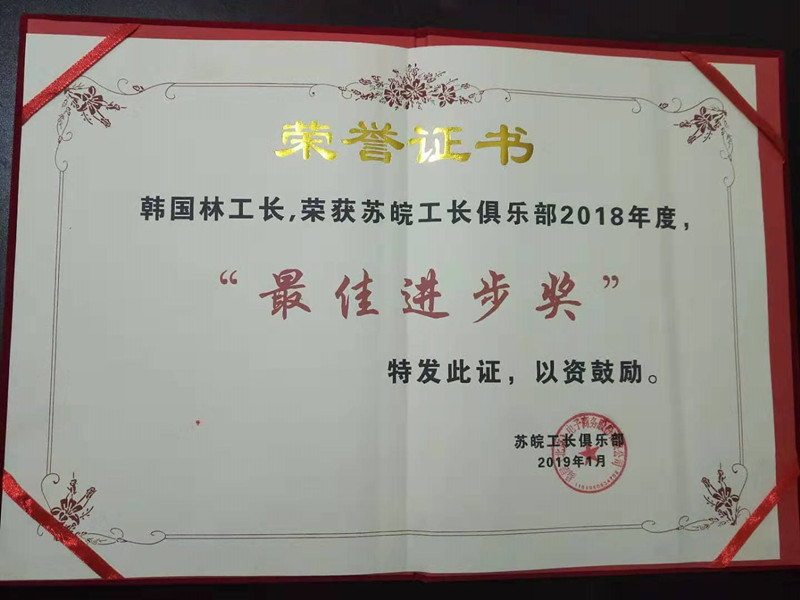 荣誉证书
韩国林工长,荣获苏皖工长俱乐部2018年度,
“最佳进步奖”
特发此证，以资鼓励。
苏皖工长俱乐部
2019年1月